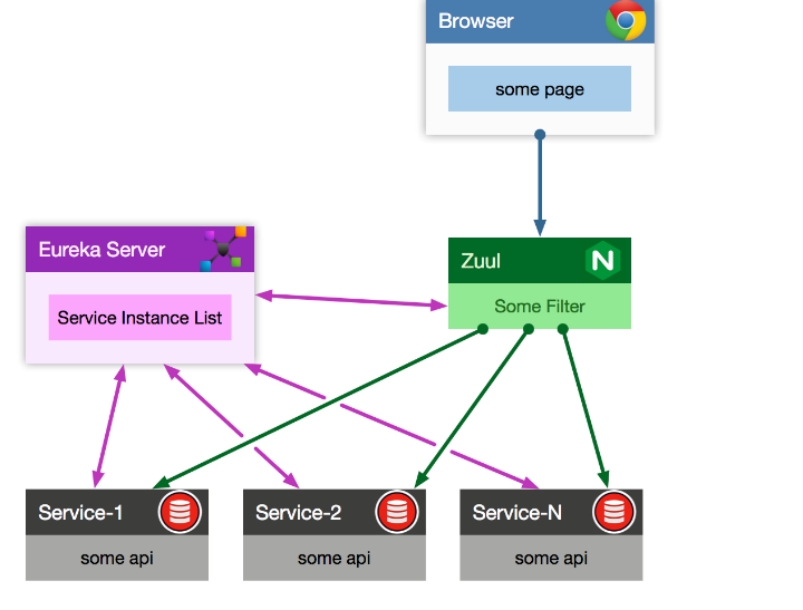 Browser
some page
Eureka Server
Service Instance List
Zuul
N
Some Filter
Service-1
some api
Service-2
some api
Service-N
some api